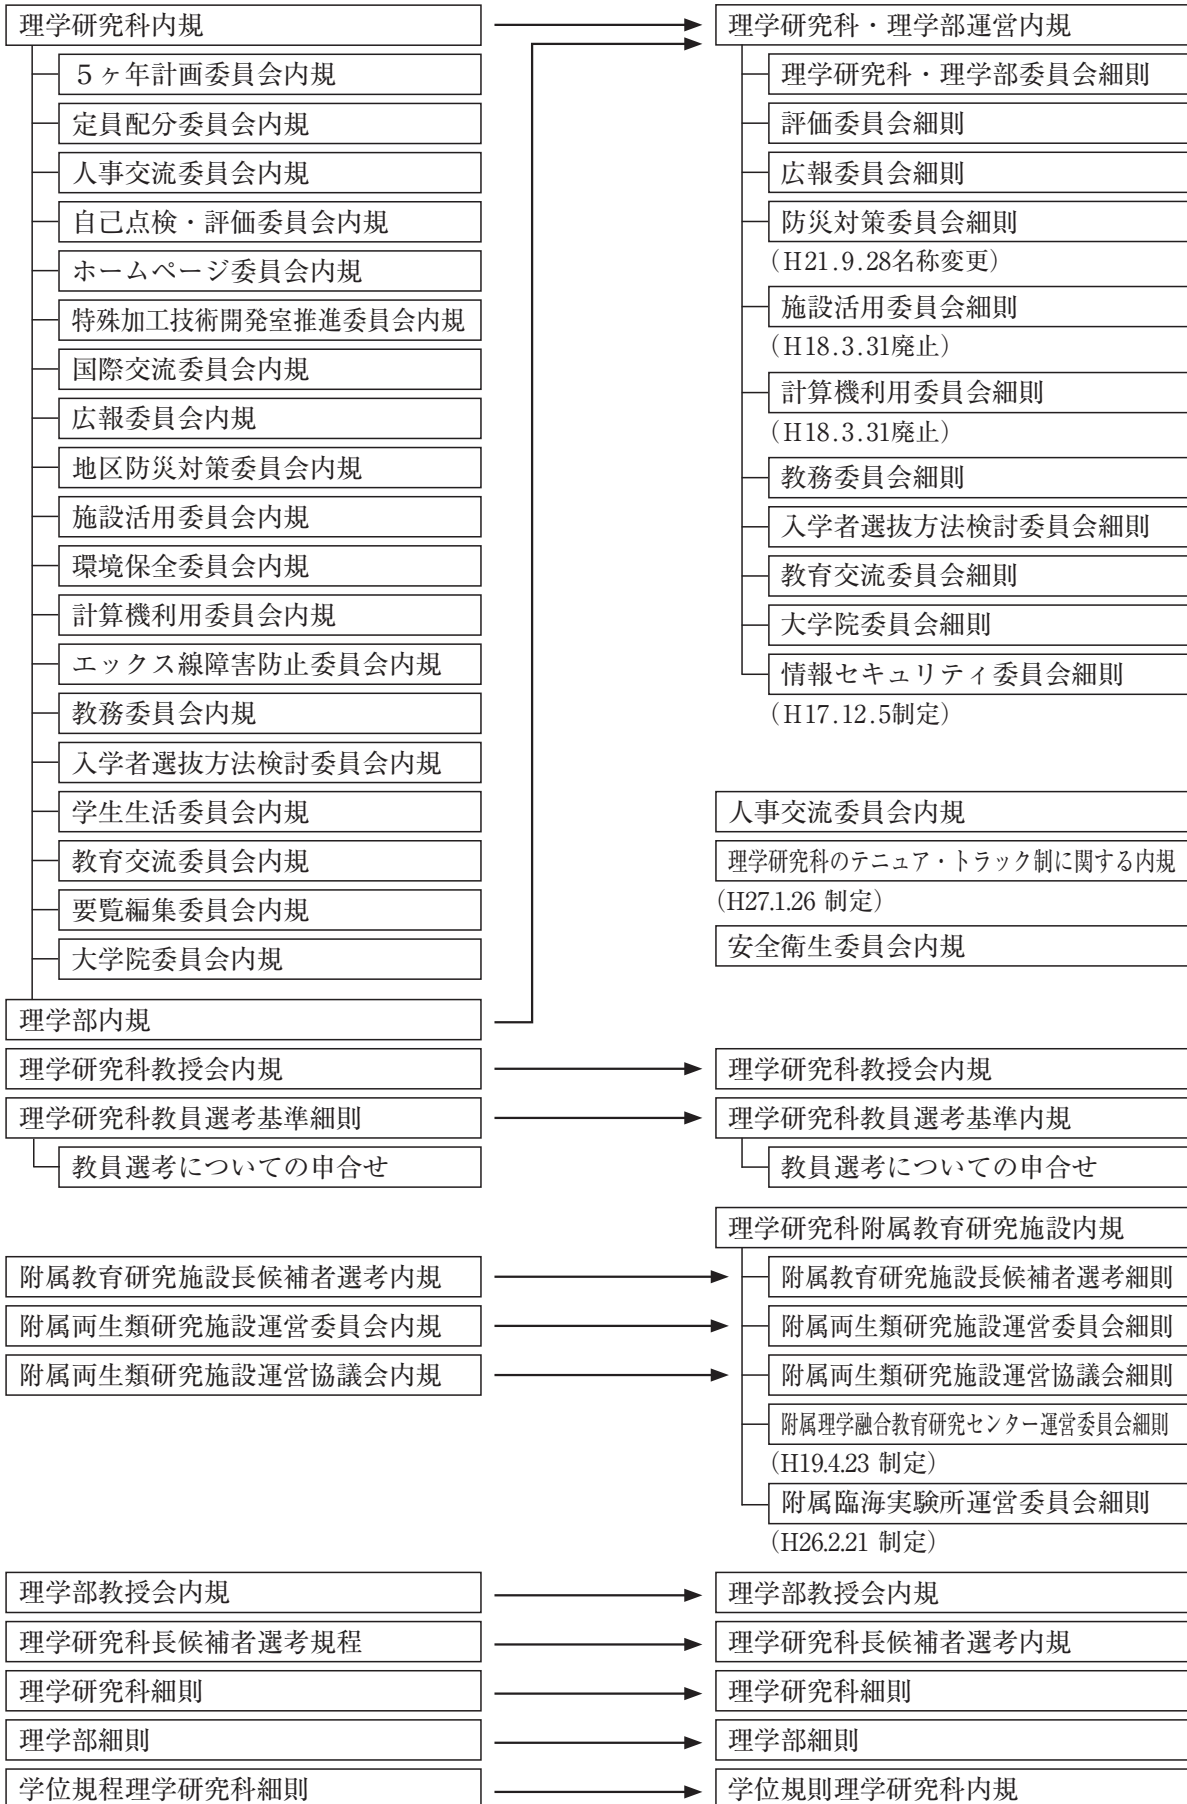 理学研究科内規
５ヶ年計画委員会内規
定員配分委員会内規
人事交流委員会内規
自己点検・評価委員会内規
ホームページ委員会内規
特殊加工技術開発室推進委員会内規
国際交流委員会内規
広報委員会内規
地区防災対策委員会内規
施設活用委員会内規
環境保全委員会内規
計算機利用委員会内規
エックス線障害防止委員会内規
教務委員会内規
入学者選抜方法検討委員会内規
学生生活委員会内規
教育交流委員会内規
要覧編集委員会内規
大学院委員会内規
理学部内規
理学研究科教授会内規
理学研究科教員選考基準細則
教員選考についての申合せ
附属教育研究施設長候補者選考内規
附属両生類研究施設運営委員会内規
附属両生類研究施設運営協議会内規
理学部教授会内規
理学研究科長候補者選考規程
理学研究科細則
理学部細則
学位規程理学研究科細則
理学研究科・理学部運営内規
理学研究科・理学部委員会細則
評価委員会細則
広報委員会細則
防災対策委員会細則
（H21.9.28名称変更）
施設活用委員会細則
（H18.3.31廃止）
計算機利用委員会細則
（H18.3.31廃止）
教務委員会細則
入学者選抜方法検討委員会細則
教育交流委員会細則
大学院委員会細則
情報セキュリティ委員会細則
（H17.12.5制定）
人事交流委員会内規
理学研究科のテニュア・トラック制に関する内規
（H27.1.26 制定）
安全衛生委員会内規
理学研究科教授会内規
理学研究科教員選考基準内規
教員選考についての申合せ
理学研究科附属教育研究施設内規
附属教育研究施設長候補者選考細則
附属両生類研究施設運営委員会細則
附属両生類研究施設運営協議会細則
附属理学融合教育研究センター運営委員会細則
（H19.4.23 制定）
附属臨海実験所運営委員会細則
（H26.2.21 制定）
理学部教授会内規
理学研究科長候補者選考内規
理学研究科細則
理学部細則
学位規則理学研究科内規